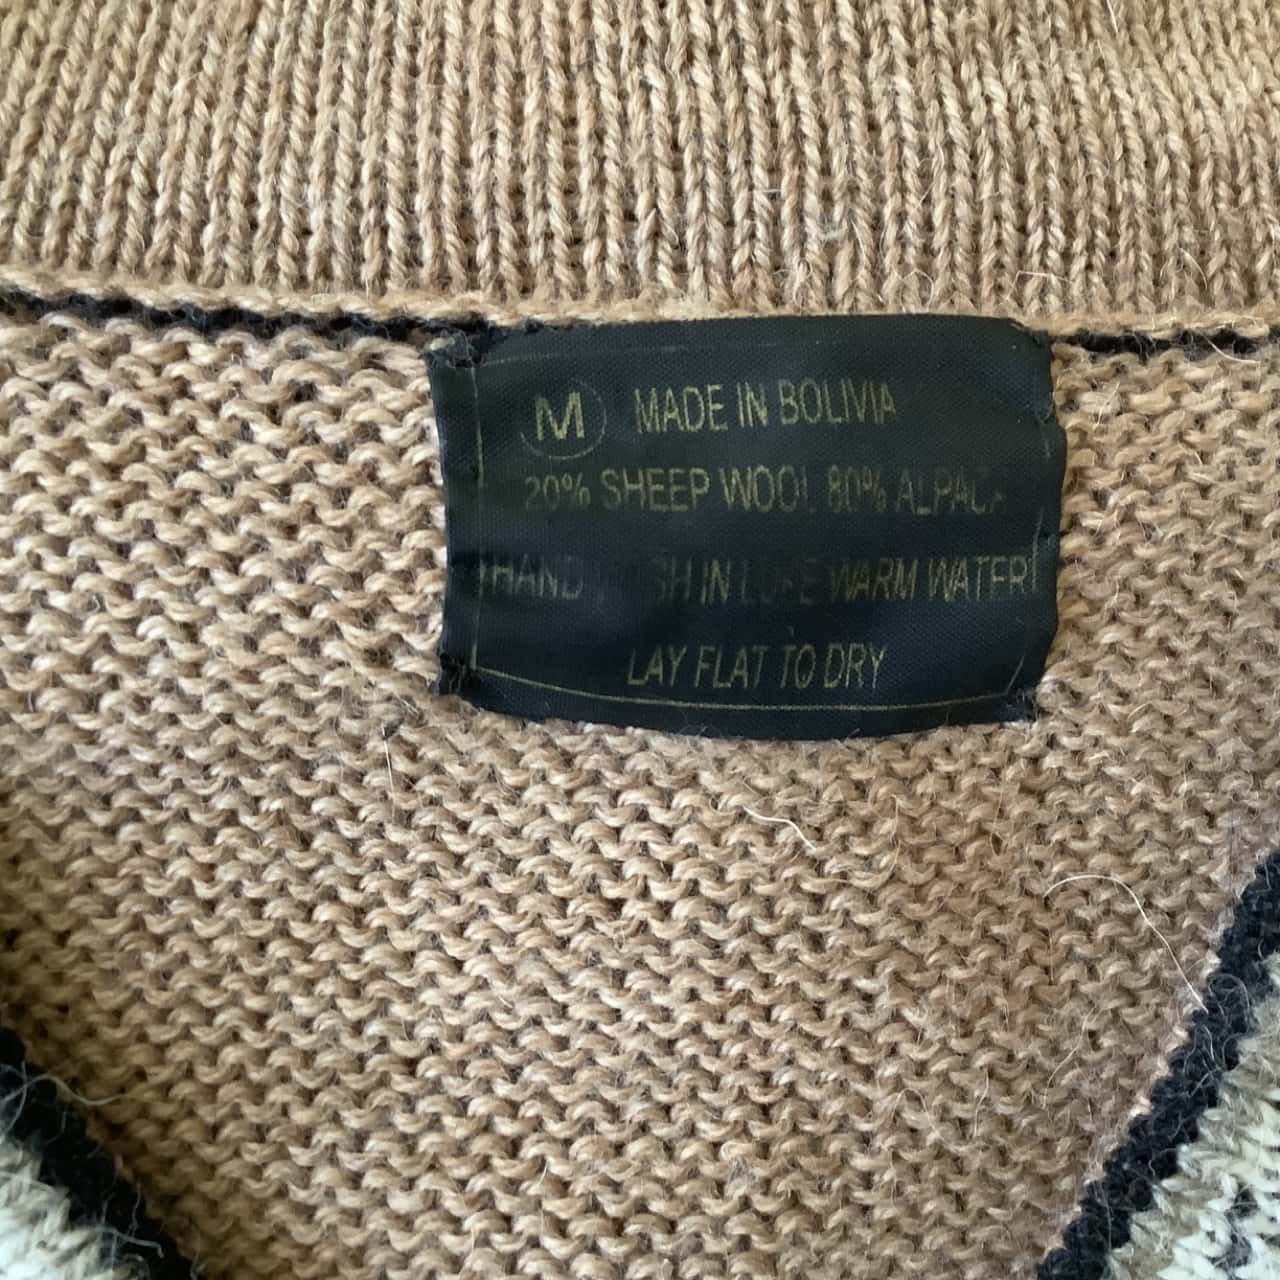 M MADE IN BOLIVIA
20% SHEEP WOOL 80% ALPACA
HAND WASH IN LUKE WARM WATER
LAY FLAT TO DRY